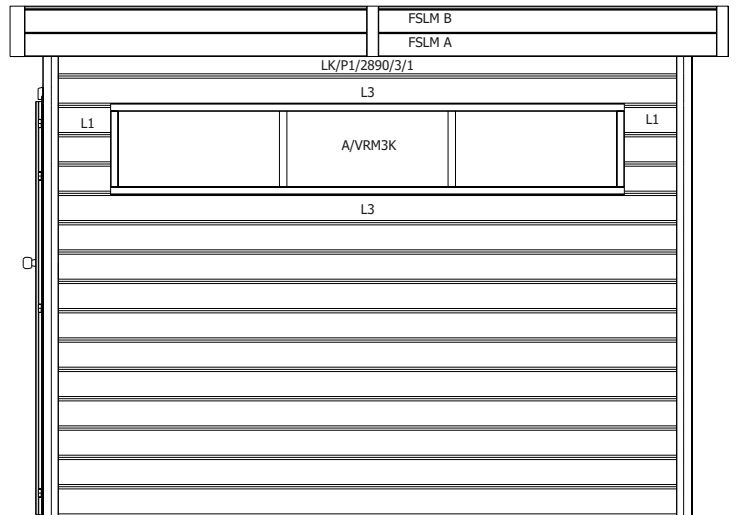 FSLM B
FSLM A
LK/P1/2890/3/1
L3
L1
L1
A/VRM3K
L3